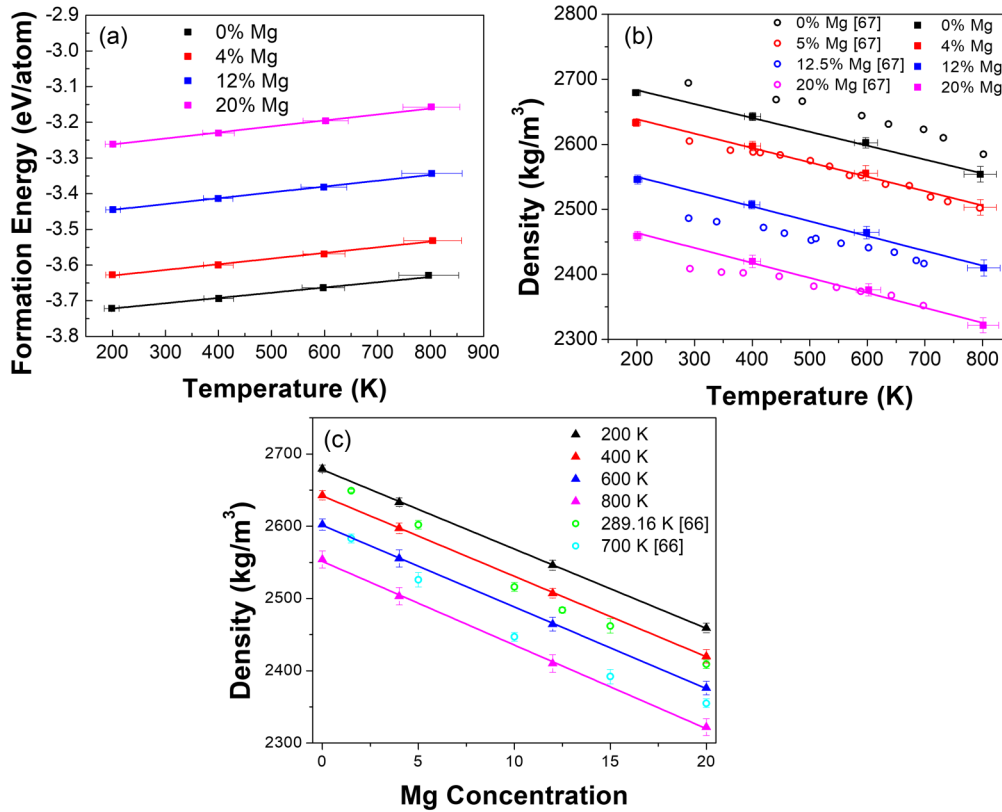 (a)
0% Mg
4% Mg
12% Mg
20% Mg
Formation Energy (eV/atom)
-2.9
-3.0
-3.1
-3.2
-3.3
-3.4
-3.5
-3.6
-3.7
-3.8
200 300 400 500 600 700 800 900
Temperature (K)
(b)
0% Mg [67]
5% Mg [67]
12.5% Mg [67]
20% Mg [67]
0% Mg
4% Mg
12% Mg
20% Mg
Density (kg/m³)
2800
2700
2600
2500
2400
2300
200 300 400 500 600 700 800
Temperature (K)
(c)
200 K
400 K
600 K
800 K
289.16 K [66]
700 K [66]
Density (kg/m³)
2700
2600
2500
2400
2300
0 5 10 15 20
Mg Concentration